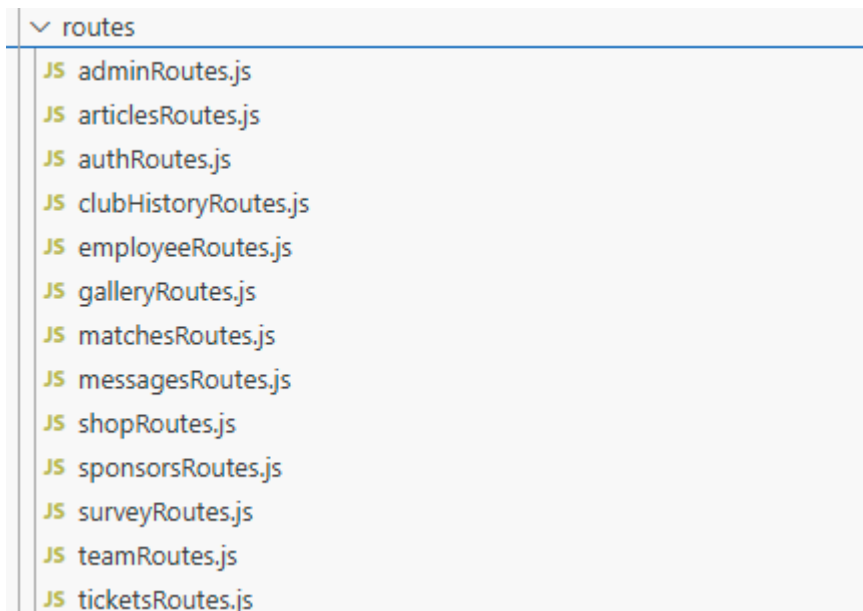 routes
JS adminRoutes.js
JS articlesRoutes.js
JS authRoutes.js
JS clubHistoryRoutes.js
JS employeeRoutes.js
JS galleryRoutes.js
JS matchesRoutes.js
JS messagesRoutes.js
JS shopRoutes.js
JS sponsorsRoutes.js
JS surveyRoutes.js
JS teamRoutes.js
JS ticketsRoutes.js